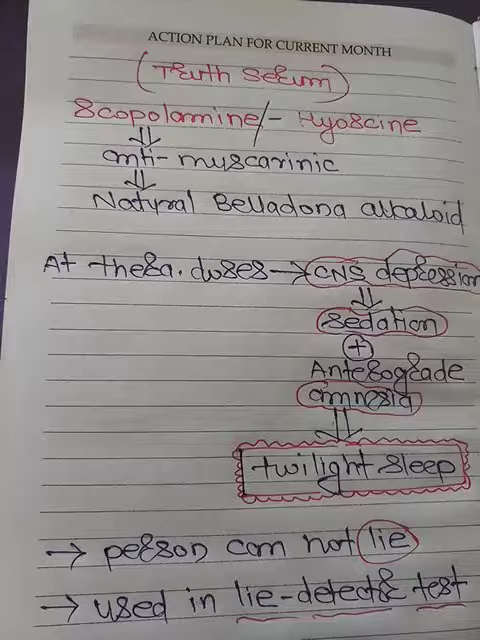 ACTION PLAN FOR CURRENT MONTH
(Truth Serum)
Scopolamine/- Hyoscine
⇓
anti-muscarinic
⇓
Natural Belladona alkaloid
At thera. doses → CNS depression
⇓
sedation
+
Anterograde
amnesia
⇓
twilight sleep
→ person can not lie
→ used in lie-detectr test